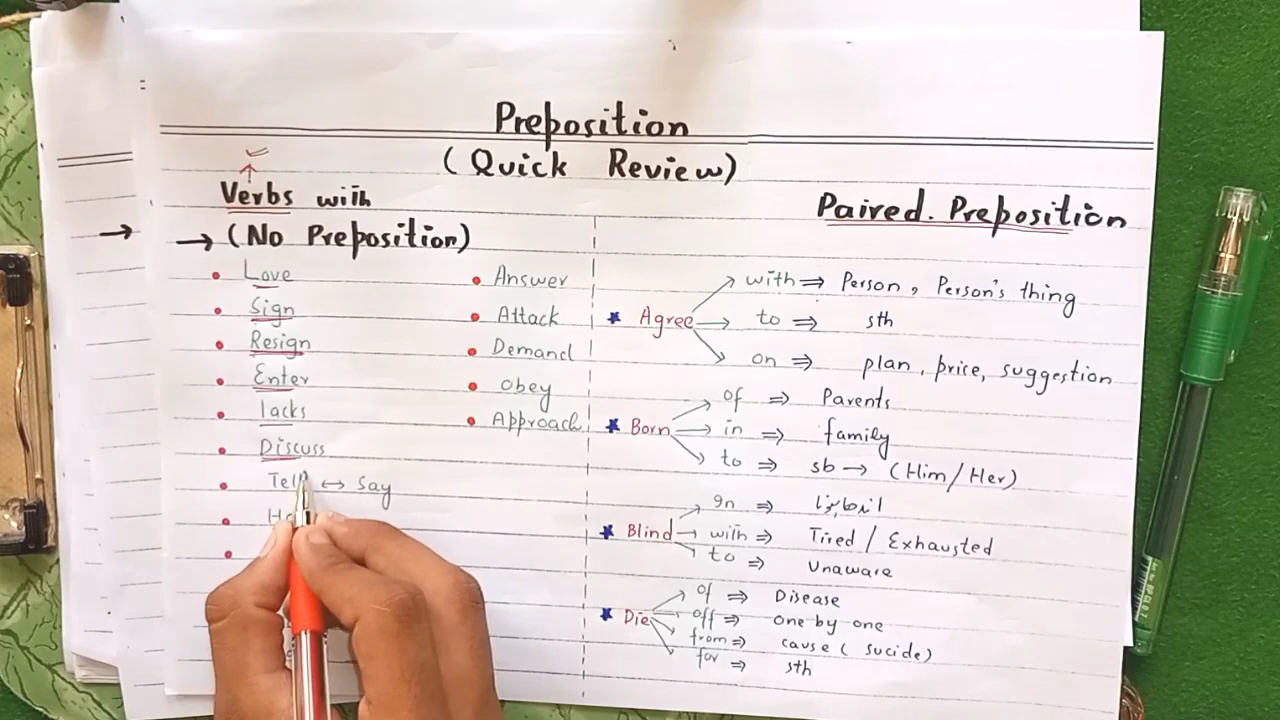 Preposition
(Quick Review)
Verbs with
→ → (No Preposition)
• Love
• Sign
• Resign
• Enter
• lacks
• Discuss
• Tell ↔ Say
• Answer
• Attack
• Demand
• obey
• Approach
Paired. Preposition
★ Agree
→ with ⇒ Person, Person's thing
→ to ⇒ sth
→ on ⇒ plan, price, suggestion
★ Born
→ of ⇒ Parents
→ in ⇒ family
→ to ⇒ sb → (Him/Her)
★ Blind
→ in ⇒
→ with ⇒ Tired / Exhausted
→ to ⇒ Unaware
★ Die
→ of ⇒ Disease
→ off ⇒ one by one
→ from ⇒ cause ( sucide)
→ for ⇒ sth